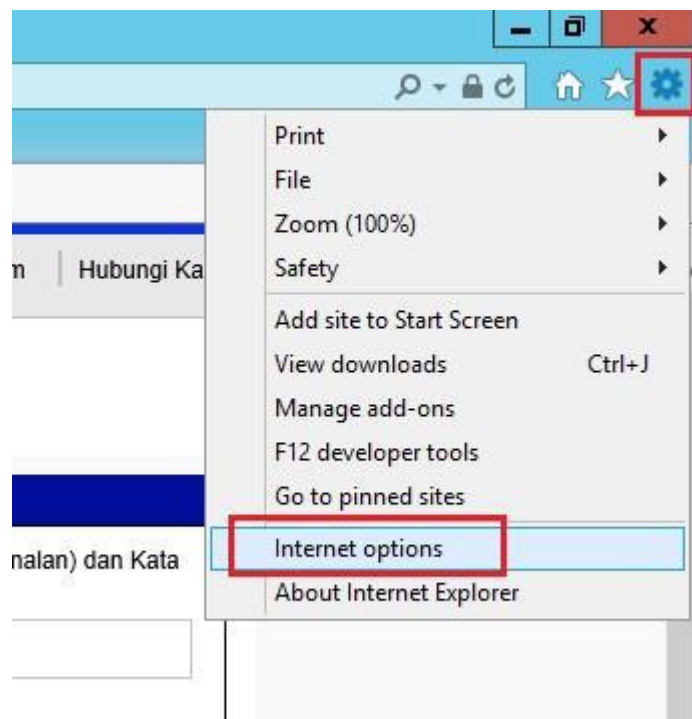 Print
File
Zoom (100%)
Hubungi Ka
Safety
Add site to Start Screen
View downloads Ctrl+J
Manage add-ons
F12 developer tools
Go to pinned sites
Internet options
nalan) dan Kata
About Internet Explorer